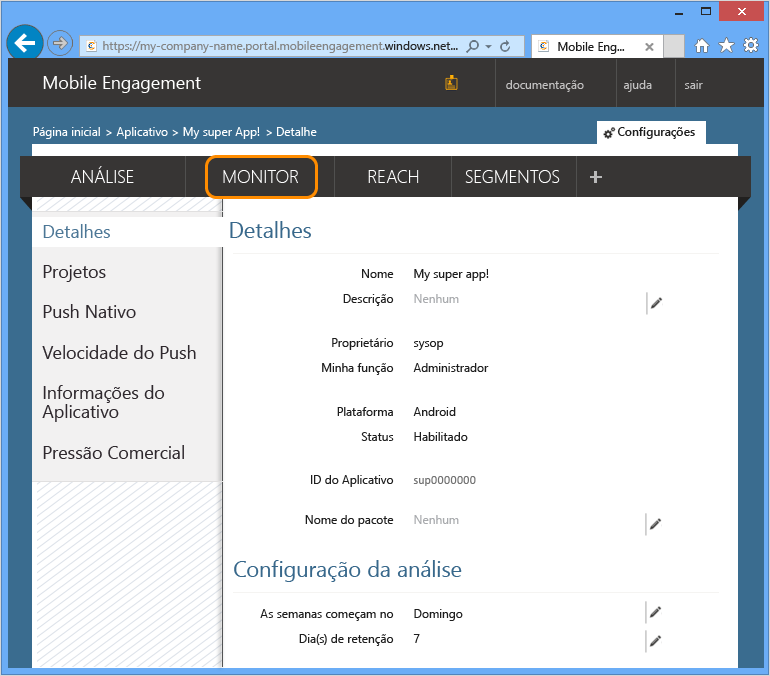 https://my-company-name.portal.mobileengagement.windows.net...
Mobile Eng...
Mobile Engagement
documentação
ajuda
sair
Página inicial > Aplicativo > My super App! > Detalhe
Configurações
ANÁLISE
MONITOR
REACH
SEGMENTOS
+
Detalhes
Projetos
Push Nativo
Velocidade do Push
Informações do
Aplicativo
Pressão Comercial
Detalhes
Nome My super app!
Descrição Nenhum
Proprietário sysop
Minha função Administrador
Plataforma Android
Status Habilitado
ID do Aplicativo sup0000000
Nome do pacote Nenhum
Configuração da análise
As semanas começam no Domingo
Dia(s) de retenção 7